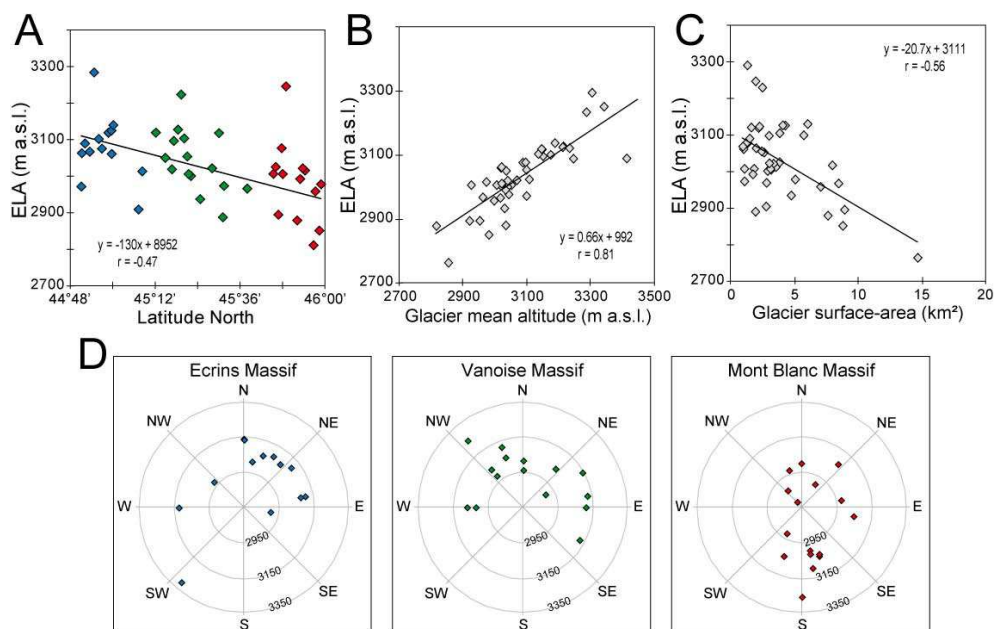 A
ELA (m a.s.l.)
3300
3100
2900
2700
y = -130x + 8952
r = -0.47
44°48' 45°12' 45°36' 46°00'
Latitude North
B
ELA (m a.s.l.)
3300
3100
2900
2700
y = 0.66x + 992
r = 0.81
2700 2900 3100 3300 3500
Glacier mean altitude (m a.s.l.)
C
ELA (m a.s.l.)
y = -20.7x + 3111
r = -0.56
3300
3100
2900
2700
0 5 10 15 20
Glacier surface-area (km²)
D
Ecrins Massif
N
NW NE
W E
2950
3150
SW SE
3350
S
Vanoise Massif
N
NW NE
W E
2950
3150
SW SE
3350
S
Mont Blanc Massif
N
NW NE
W E
2950
3150
SW SE
3350
S